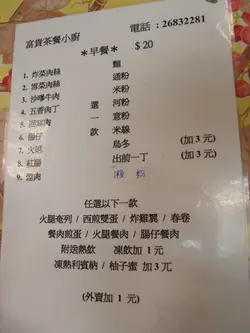 富貴茶餐小廚
電話：26832281
*早餐* $20
1. 炸菜肉絲
2. 雪菜肉絲
3. 沙嗲牛肉
4. 五香肉丁
6. 腸仔
7. 火腿
8. 紅腸
9. 餐肉
選一款
麵
通粉
米粉
河粉
意粉
米線
烏冬 (加3元)
出前一丁 (加3元)
瀨粉
任選以下一款
火腿奄列 / 西煎雙蛋 / 炸雞翼 / 春卷
餐肉煎蛋 / 火腿餐肉 / 腸仔餐肉
附送熱飲 凍飲加1元
凍熱利賓納 / 柚子蜜 加3元
(外賣加1元)